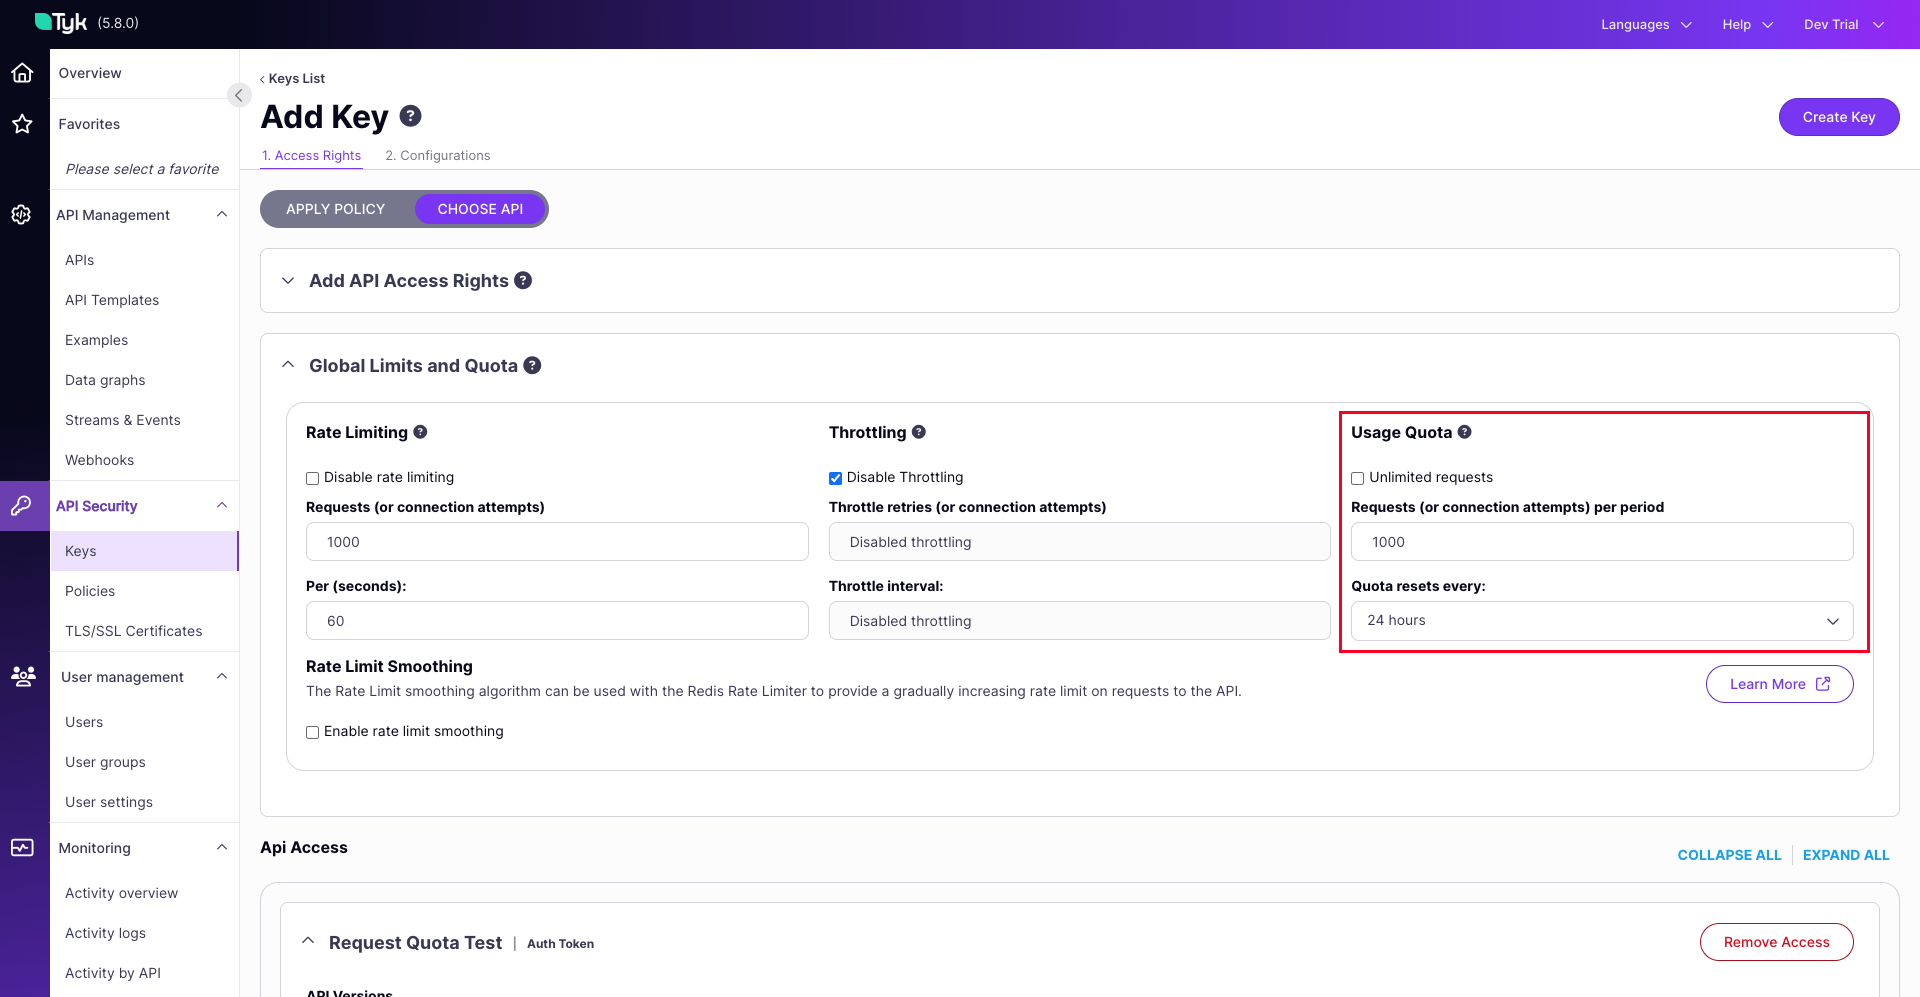 Tyk (5.8.0)
Languages
Help
Dev Trial
Overview
Favorites
Please select a favorite
API Management
APIs
API Templates
Examples
Data graphs
Streams & Events
Webhooks
API Security
Keys
Policies
TLS/SSL Certificates
User management
Users
User groups
User settings
Monitoring
Activity overview
Activity logs
Activity by API
Keys List
Add Key ?
Create Key
1. Access Rights
2. Configurations
APPLY POLICY
CHOOSE API
Add API Access Rights ?
Global Limits and Quota ?
Rate Limiting ?
Disable rate limiting
Requests (or connection attempts)
1000
Per (seconds):
60
Throttling ?
Disable Throttling
Throttle retries (or connection attempts)
Disabled throttling
Throttle interval:
Disabled throttling
Usage Quota ?
Unlimited requests
Requests (or connection attempts) per period
1000
Quota resets every:
24 hours
Rate Limit Smoothing
The Rate Limit smoothing algorithm can be used with the Redis Rate Limiter to provide a gradually increasing rate limit on requests to the API.
Learn More
Enable rate limit smoothing
Api Access
COLLAPSE ALL
EXPAND ALL
Request Quota Test | Auth Token
Remove Access
API Versions